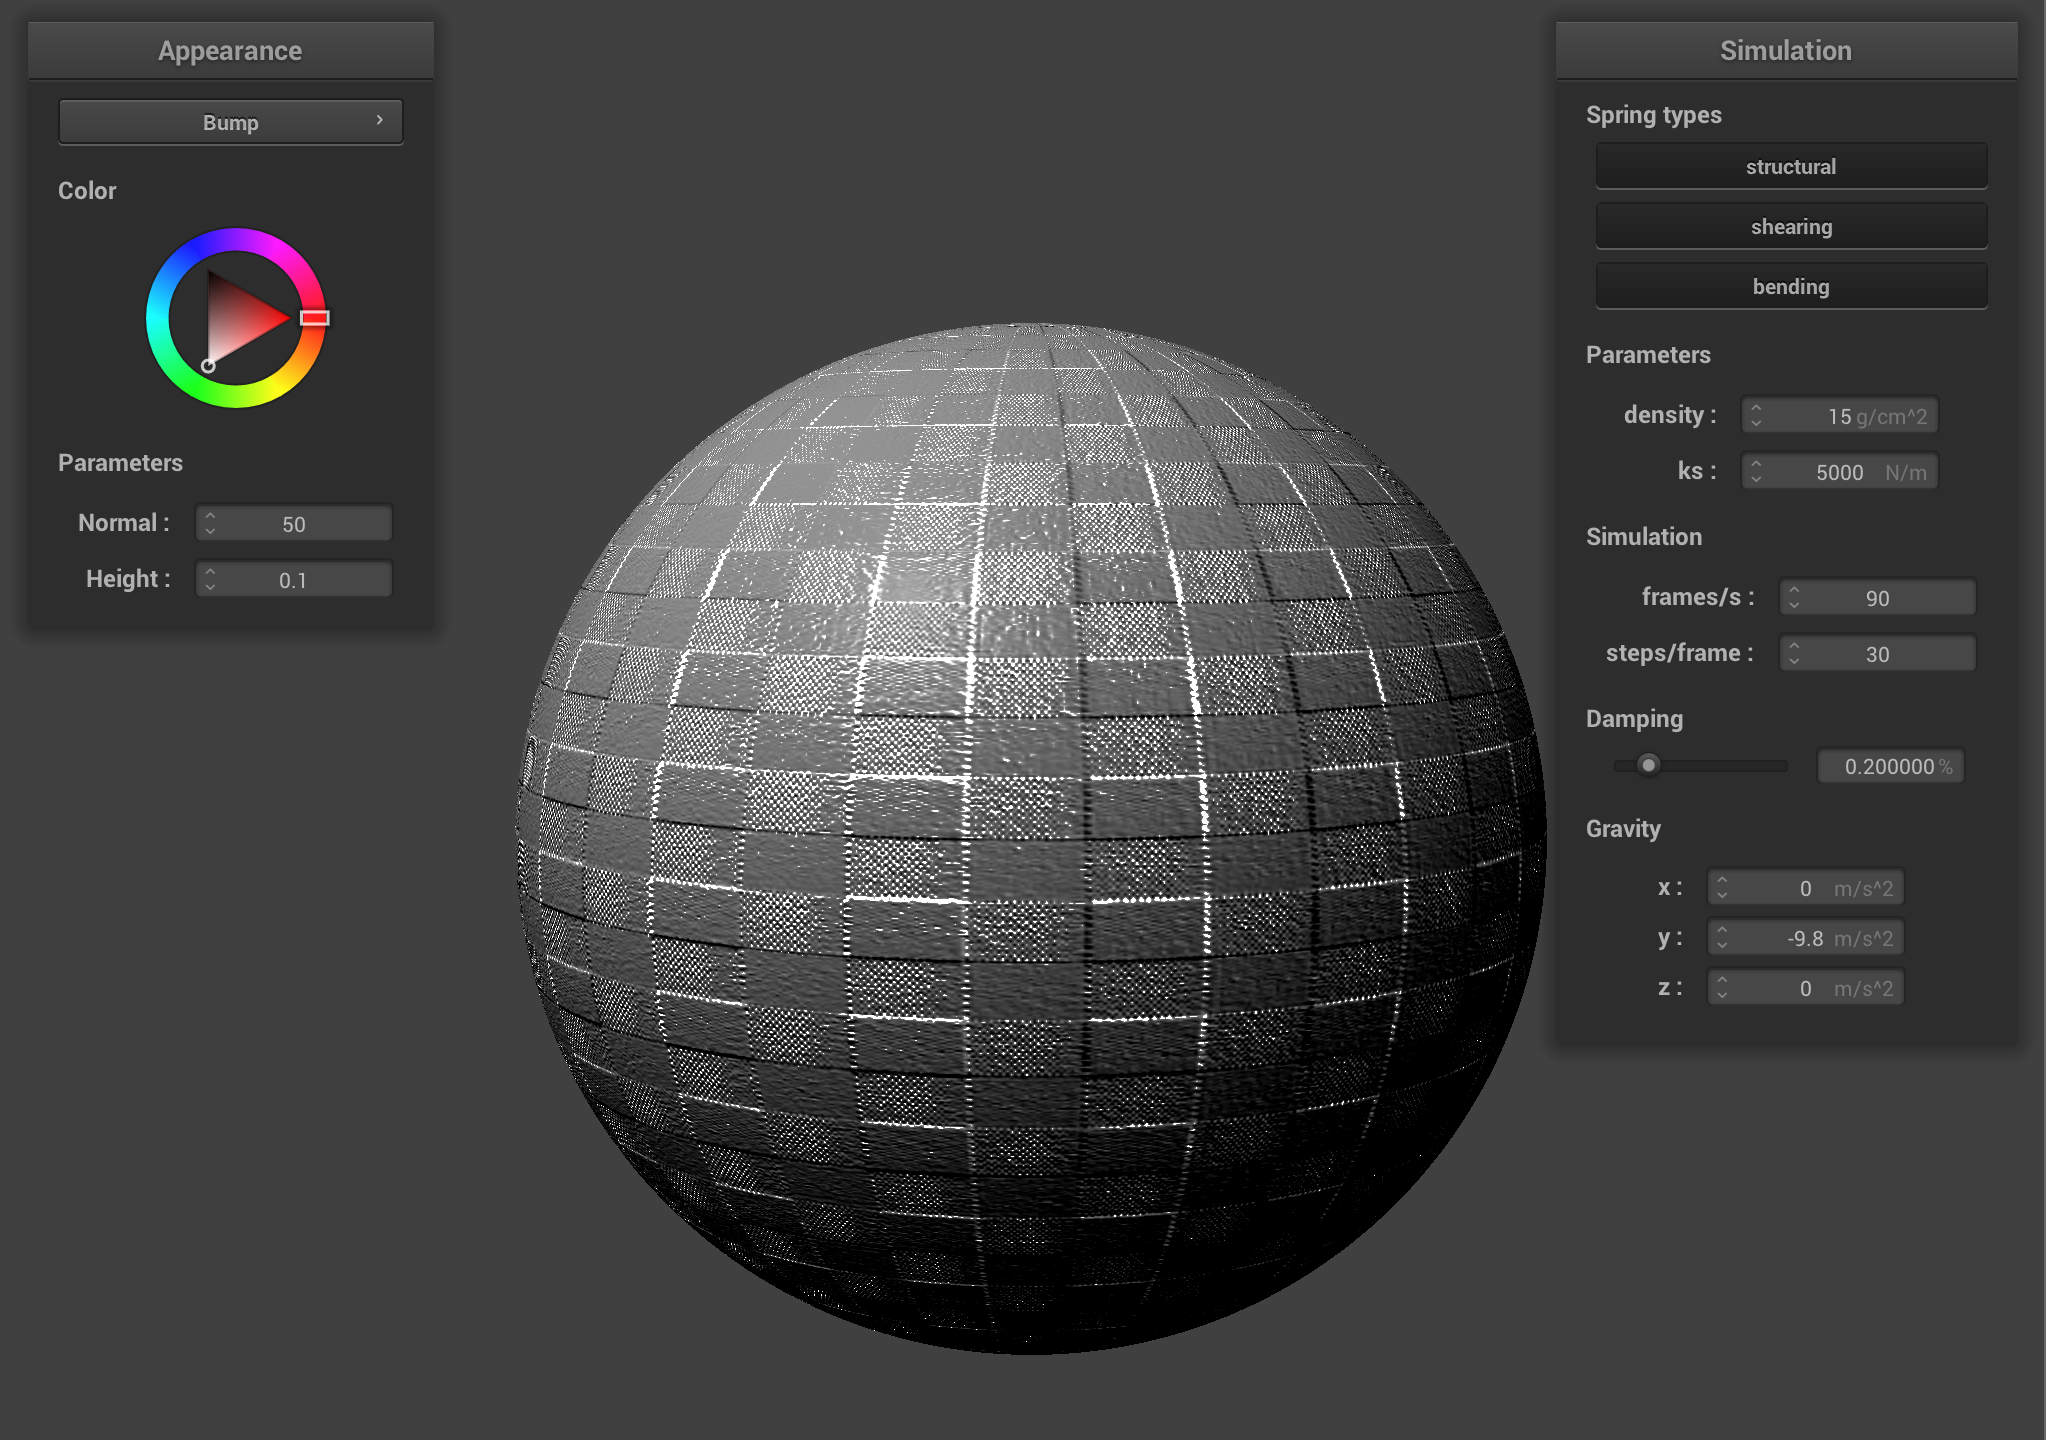 Appearance
Bump
Color
Parameters
Normal : 50
Height : 0.1
Simulation
Spring types
structural
shearing
bending
Parameters
density : 15 g/cm^2
ks : 5000 N/m
Simulation
frames/s : 90
steps/frame : 30
Damping
0.200000 %
Gravity
x : 0 m/s^2
y : -9.8 m/s^2
z : 0 m/s^2